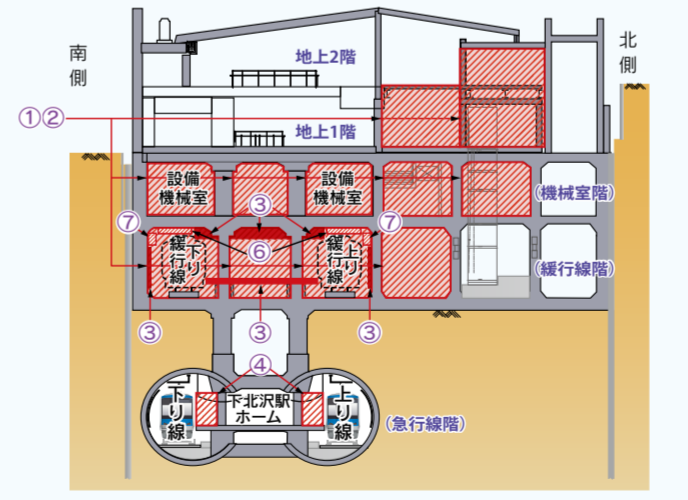 南側
北側
地上2階
①②
地上1階
設備
機械室
設備
機械室
(機械室階)
③
⑦
⑦
⑥
下り
緩行線
上り
緩行線
(緩行線階)
③
③
③
④
下り線
下北沢駅
ホーム
上り線
(急行線階)